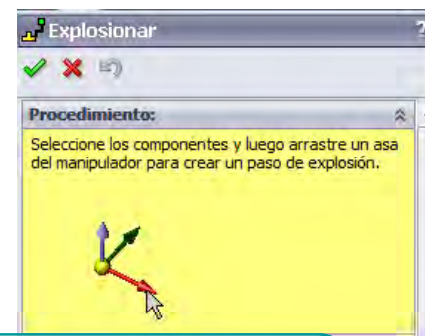 Explosionar ?
Procedimiento:
Seleccione los componentes y luego arrastre un asa
del manipulador para crear un paso de explosión.